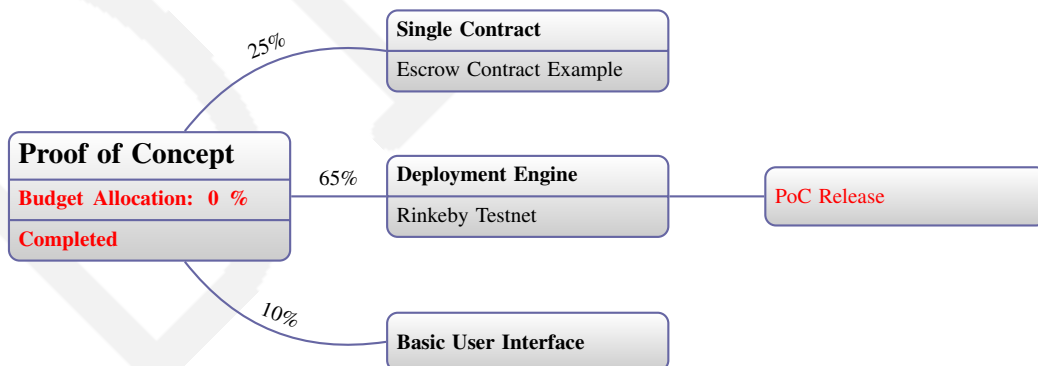 25%
Single Contract
Escrow Contract Example
Proof of Concept
Budget Allocation: 0 %
Completed
65%
Deployment Engine
Rinkeby Testnet
PoC Release
10%
Basic User Interface